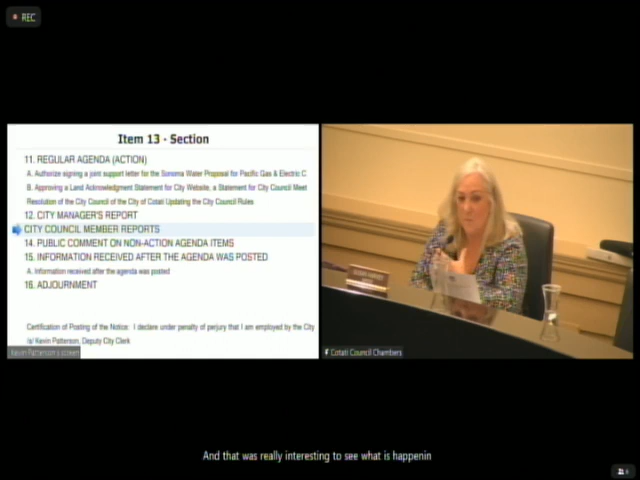 REC
Item 13 - Section
11. REGULAR AGENDA (ACTION)
A. Authorize signing a joint support letter for the Sonoma Water Proposal for Pacific Gas & Electric C
B. Approving a Land Acknowledgment Statement for City Website, a Statement for City Council Meet
Resolution of the City Council of the City of Cotati Updating the City Council Rules
12. CITY MANAGER'S REPORT
CITY COUNCIL MEMBER REPORTS
14. PUBLIC COMMENT ON NON-ACTION AGENDA ITEMS
15. INFORMATION RECEIVED AFTER THE AGENDA WAS POSTED
A. Information received after the agenda was posted
16. ADJOURNMENT
Certification of Posting of the Notice: I declare under penalty of perjury that I am employed by the City
/s/ Kevin Patterson, Deputy City Clerk
Kevin Patterson's screen
Cotati Council Chambers
And that was really interesting to see what is happenin